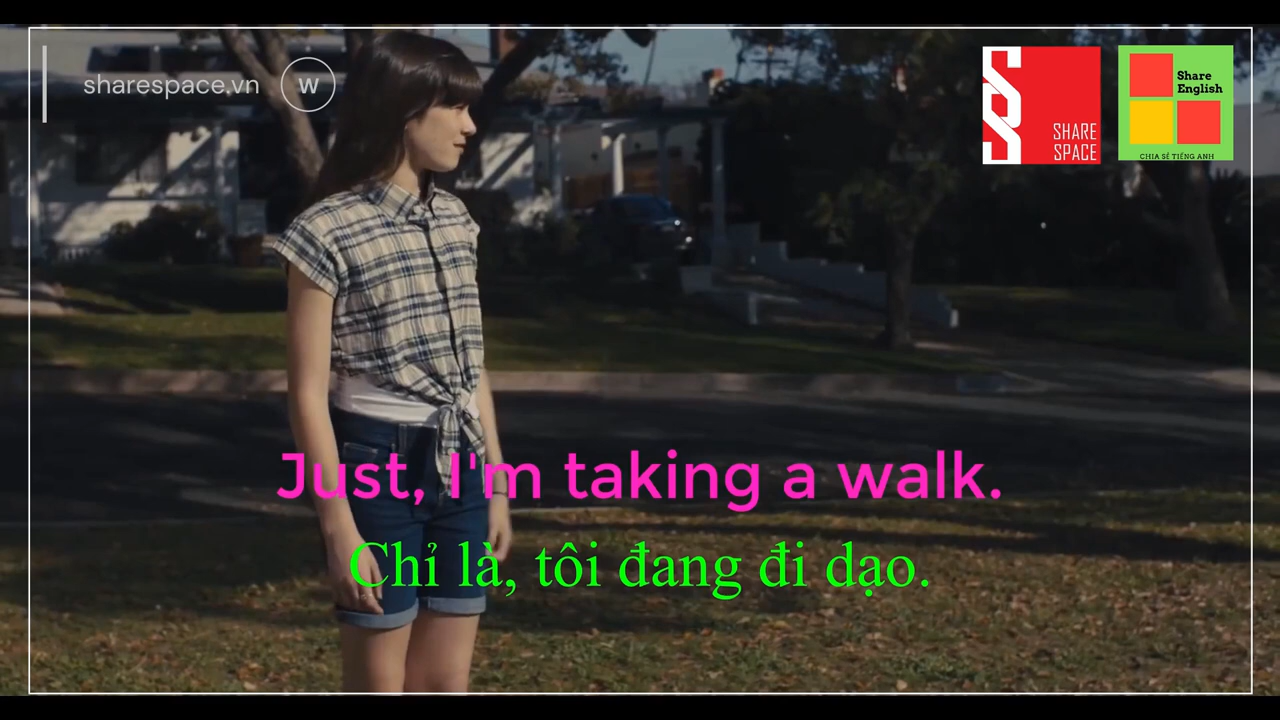 sharespace.vn
W
SHARE
SPACE
Share
English
CHIA SẺ TIẾNG ANH
Just, I'm taking a walk.
Chỉ là, tôi đang đi dạo.